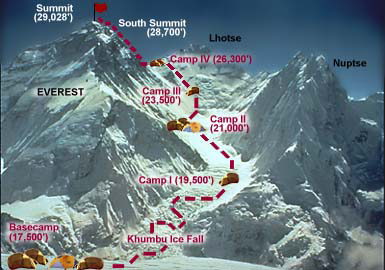 Summit
(29,028')
South Summit
(28,700')
Lhotse
Camp IV (26,300')
Nuptse
Camp III
(23,500')
EVEREST
Camp II
(21,000')
Camp I (19,500')
Basecamp
(17,500')
Khumbu Ice Fall